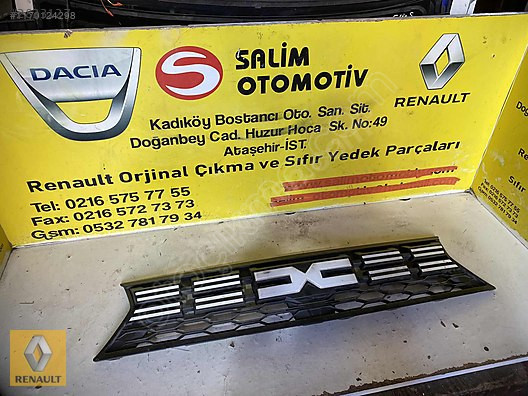 #1170124298
DACIA
S
SALİM
OTOMOTİV
RENAULT
Kadıköy Bostancı Oto. San. Sit.
Doğanbey Cad. Huzur Hoca Sk. No:49
Ataşehir-İST.
Renault Orjinal Çıkma ve Sıfır Yedek Parçaları
Tel: 0216 575 77 55
Fax: 0216 572 73 73
Gsm: 0532 781 79 34
RENAULT